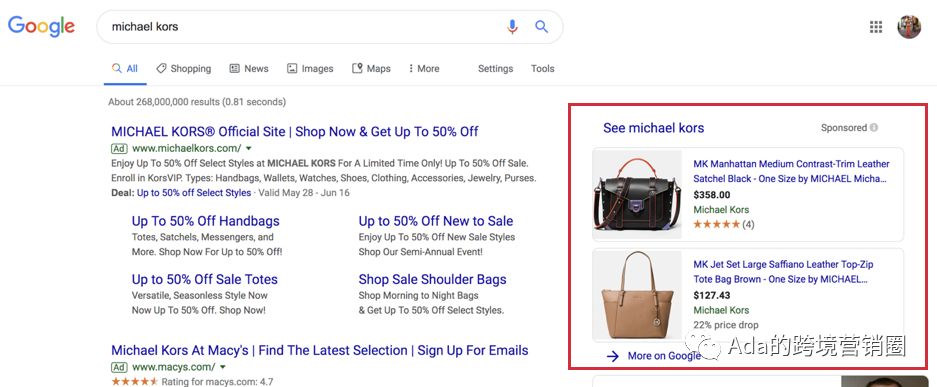 Google
michael kors
All
Shopping
News
Images
Maps
More
Settings
Tools
About 268,000,000 results (0.81 seconds)
MICHAEL KORS® Official Site | Shop Now & Get Up To 50% Off
Ad www.michaelkors.com/
Enjoy Up To 50% Off Select Styles at MICHAEL KORS For A Limited Time Only! Up To 50% Off Sale.
Enroll in KorsVIP. Types: Handbags, Wallets, Watches, Shoes, Clothing, Accessories, Jewelry, Purses.
Deal: Up to 50% off Select Styles · Valid May 28 - Jun 16
Up To 50% Off Handbags
Totes, Satchels, Messengers, and
More. Shop Now For Up To 50% Off!
Up to 50% Off New to Sale
Enjoy Up To 50% Off New Sale Styles
Shop Our Semi-Annual Event!
Up to 50% Off Sale Totes
Versatile, Seasonless Style Now
Now Up To 50% Off. Shop Now!
Shop Sale Shoulder Bags
Shop Morning to Night Bags
& Get Up To 50% Off Select Styles.
Michael Kors At Macy's | Find The Latest Selection | Sign Up For Emails
Ad www.macys.com/
Rating for macys.com: 4.7
See michael kors
Sponsored
MK Manhattan Medium Contrast-Trim Leather
Satchel Black - One Size by MICHAEL Micha...
$358.00
Michael Kors
(4)
MK Jet Set Large Saffiano Leather Top-Zip
Tote Bag Brown - One Size by MICHAEL...
$127.43
Michael Kors
22% price drop
More on Google
Ada的跨境营销圈